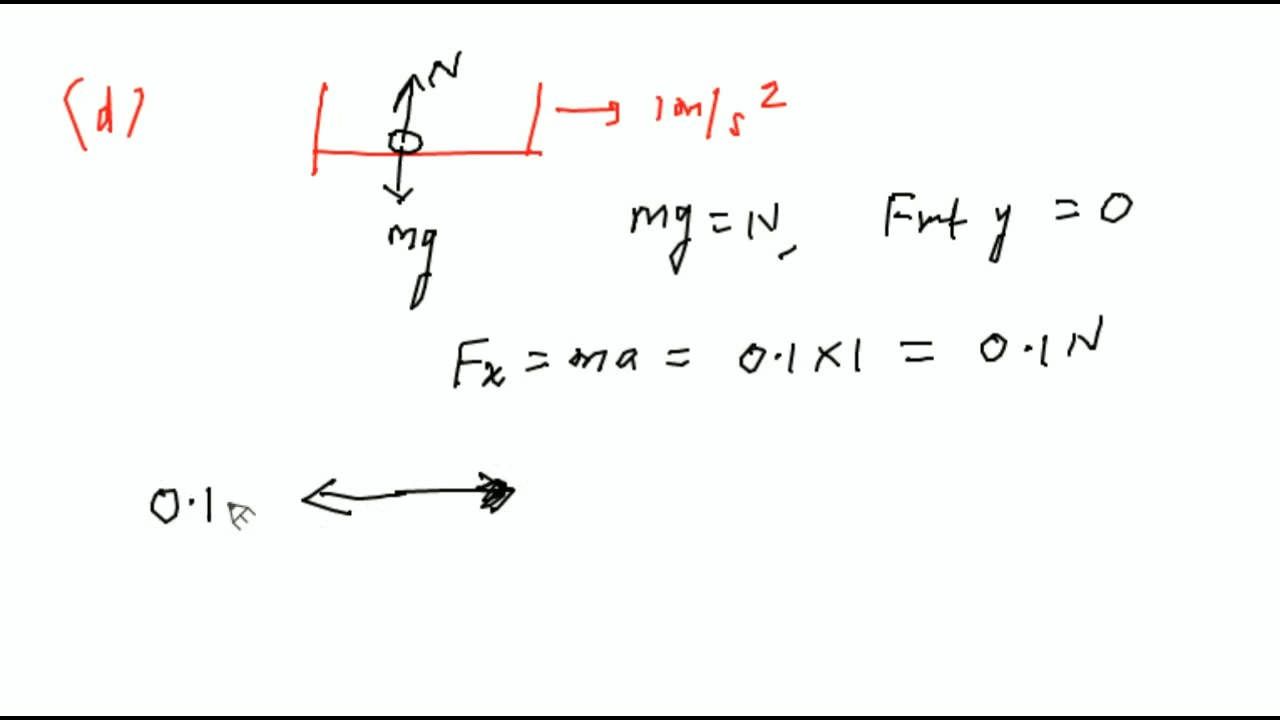 N
(d) 1m/s²
mg = N, Fnet y = 0
mg
Fx = ma = 0.1 × 1 = 0.1 N
0.1